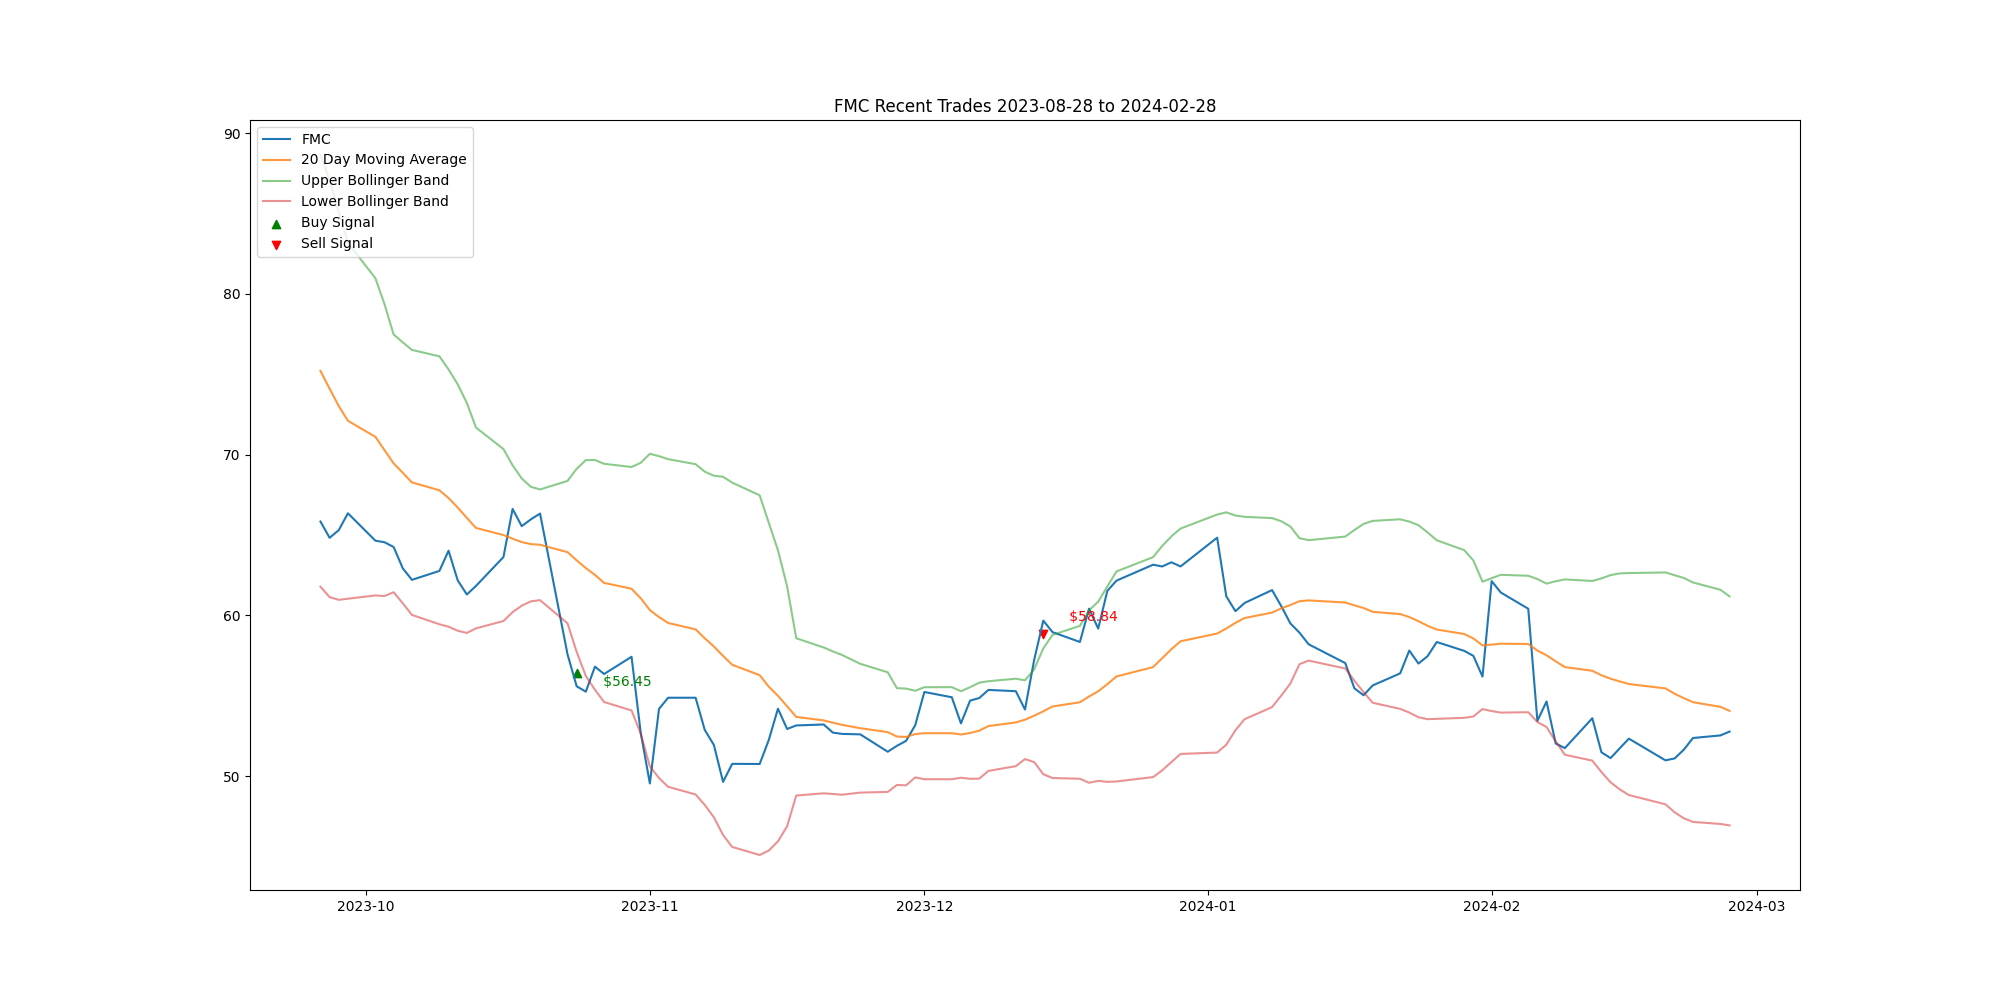 FMC Recent Trades 2023-08-28 to 2024-02-28
90
80
70
60
50
FMC
20 Day Moving Average
Upper Bollinger Band
Lower Bollinger Band
Buy Signal
Sell Signal
$58.84
$56.45
2023-10
2023-11
2023-12
2024-01
2024-02
2024-03